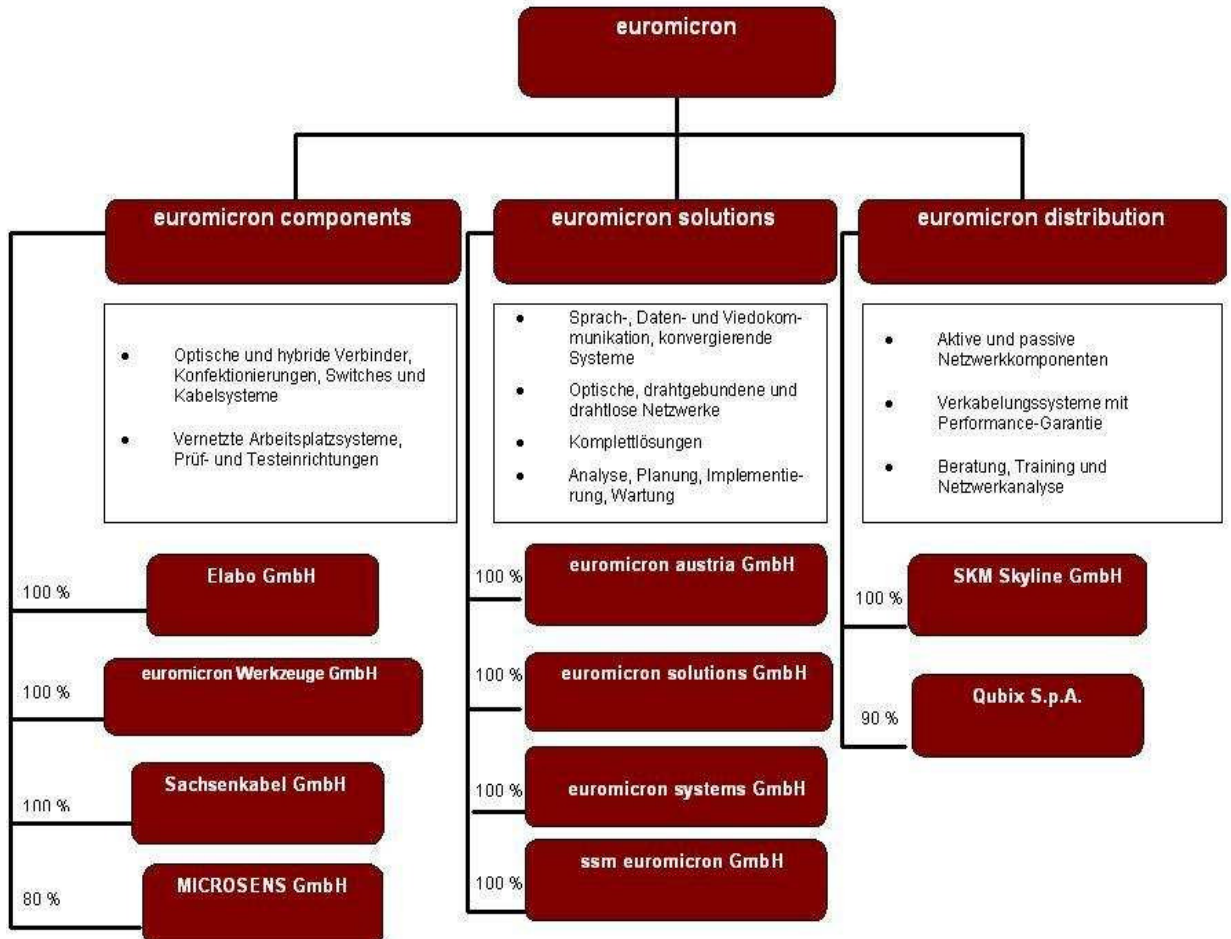 euromicron
euromicron components
euromicron solutions
euromicron distribution
• Optische und hybride Verbinder,
Konfektionierungen, Switches und
Kabelsysteme
• Vernetzte Arbeitsplatzsysteme,
Prüf- und Testeinrichtungen
• Sprach-, Daten- und Viedokom-
munikation, konvergierende
Systeme
• Optische, drahtgebundene und
drahtlose Netzwerke
• Komplettlösungen
• Analyse, Planung, Implementie-
rung, Wartung
• Aktive und passive
Netzwerkkomponenten
• Verkabelungssysteme mit
Performance-Garantie
• Beratung, Training und
Netzwerkanalyse
100 %
Elabo GmbH
100 %
euromicron Werkzeuge GmbH
100 %
Sachsenkabel GmbH
80 %
MICROSENS GmbH
100 %
euromicron austria GmbH
100 %
euromicron solutions GmbH
100 %
euromicron systems GmbH
100 %
ssm euromicron GmbH
100 %
SKM Skyline GmbH
90 %
Qubix S.p.A.